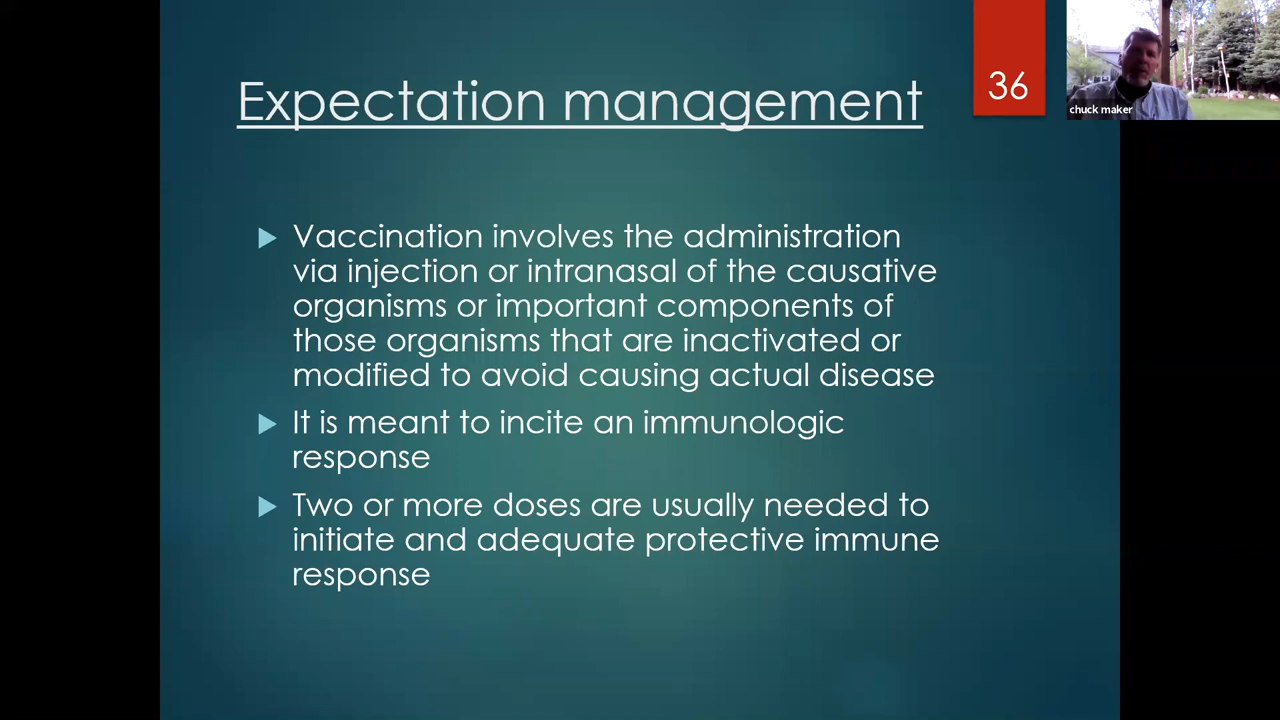 Expectation management
36
chuck maker
Vaccination involves the administration
via injection or intranasal of the causative
organisms or important components of
those organisms that are inactivated or
modified to avoid causing actual disease
It is meant to incite an immunologic
response
Two or more doses are usually needed to
initiate and adequate protective immune
response